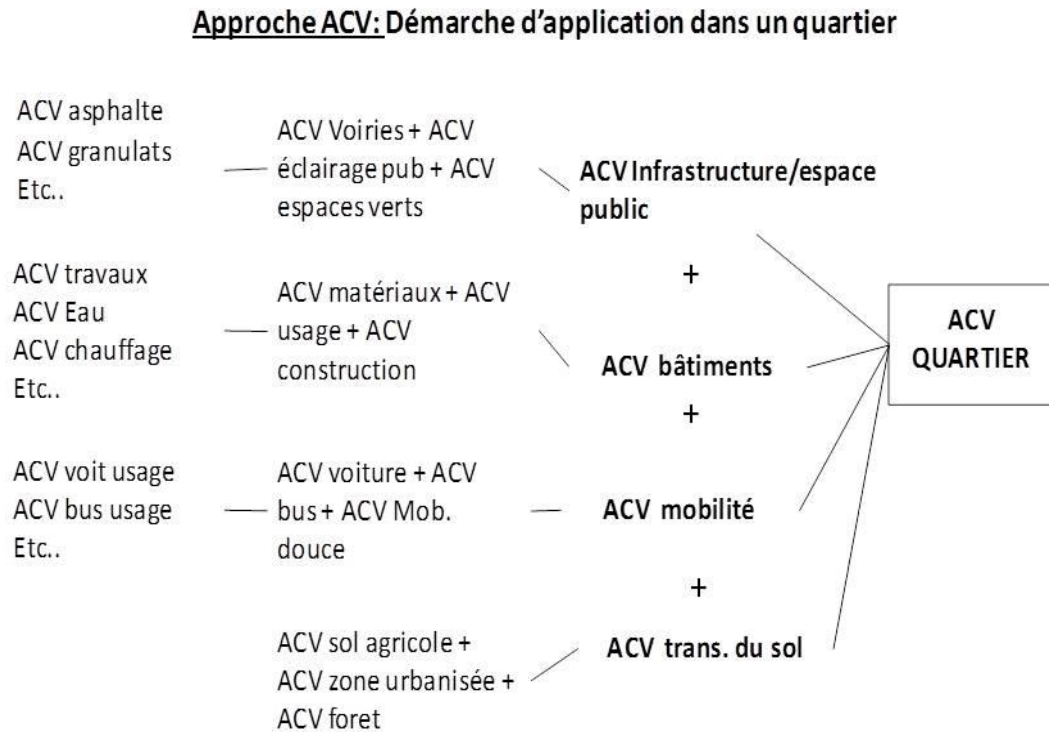 Approche ACV: Démarche d'application dans un quartier
ACV asphalte
ACV granulats
Etc..
ACV Voiries + ACV
éclairage pub + ACV
espaces verts
ACV Infrastructure/espace
public
+
ACV travaux
ACV Eau
ACV chauffage
Etc..
ACV matériaux + ACV
usage + ACV
construction
ACV bâtiments
+
ACV voit usage
ACV bus usage
Etc..
ACV voiture + ACV
bus + ACV Mob.
douce
ACV mobilité
+
ACV sol agricole +
ACV zone urbanisée +
ACV foret
ACV trans. du sol
ACV
QUARTIER